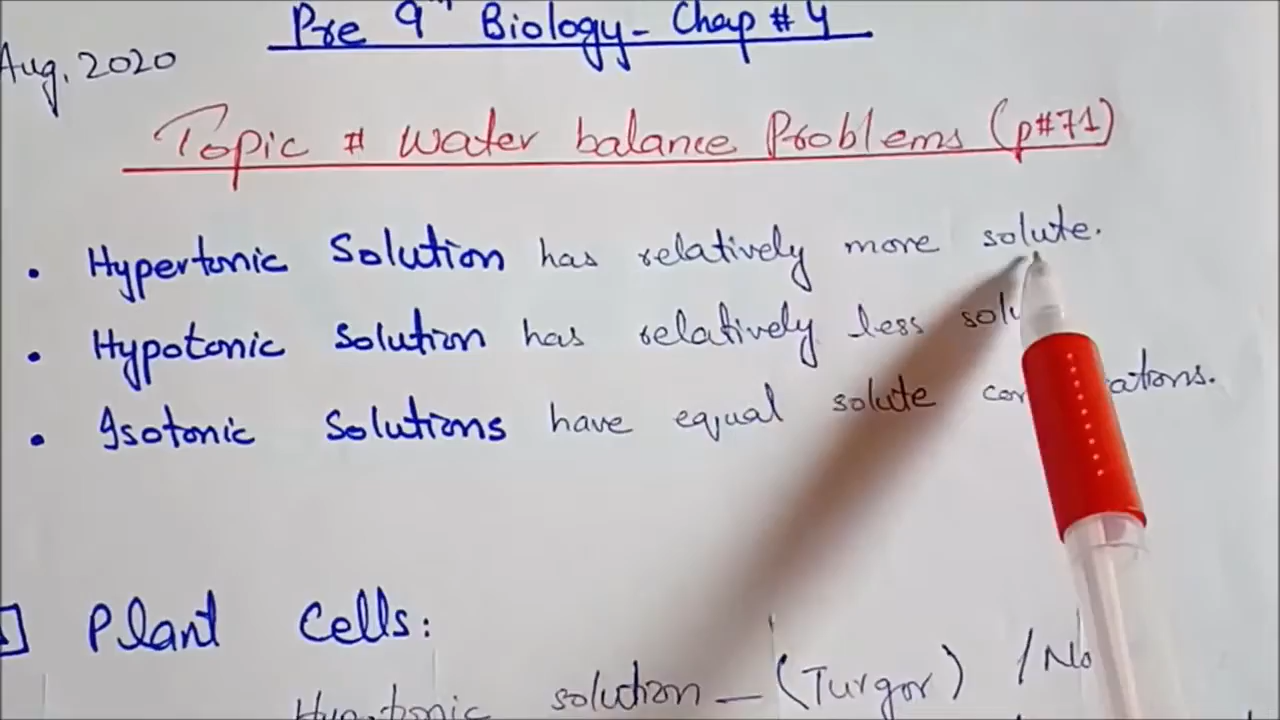 Pre 9th Biology - Chap # 4
Aug, 2020
Topic # Water balance Problems (p#71)
• Hypertonic Solution has relatively more solute.
• Hypotonic Solution has relatively less
• Isotonic Solutions have equal solute
Plant Cells:
solution - (Turgor) /